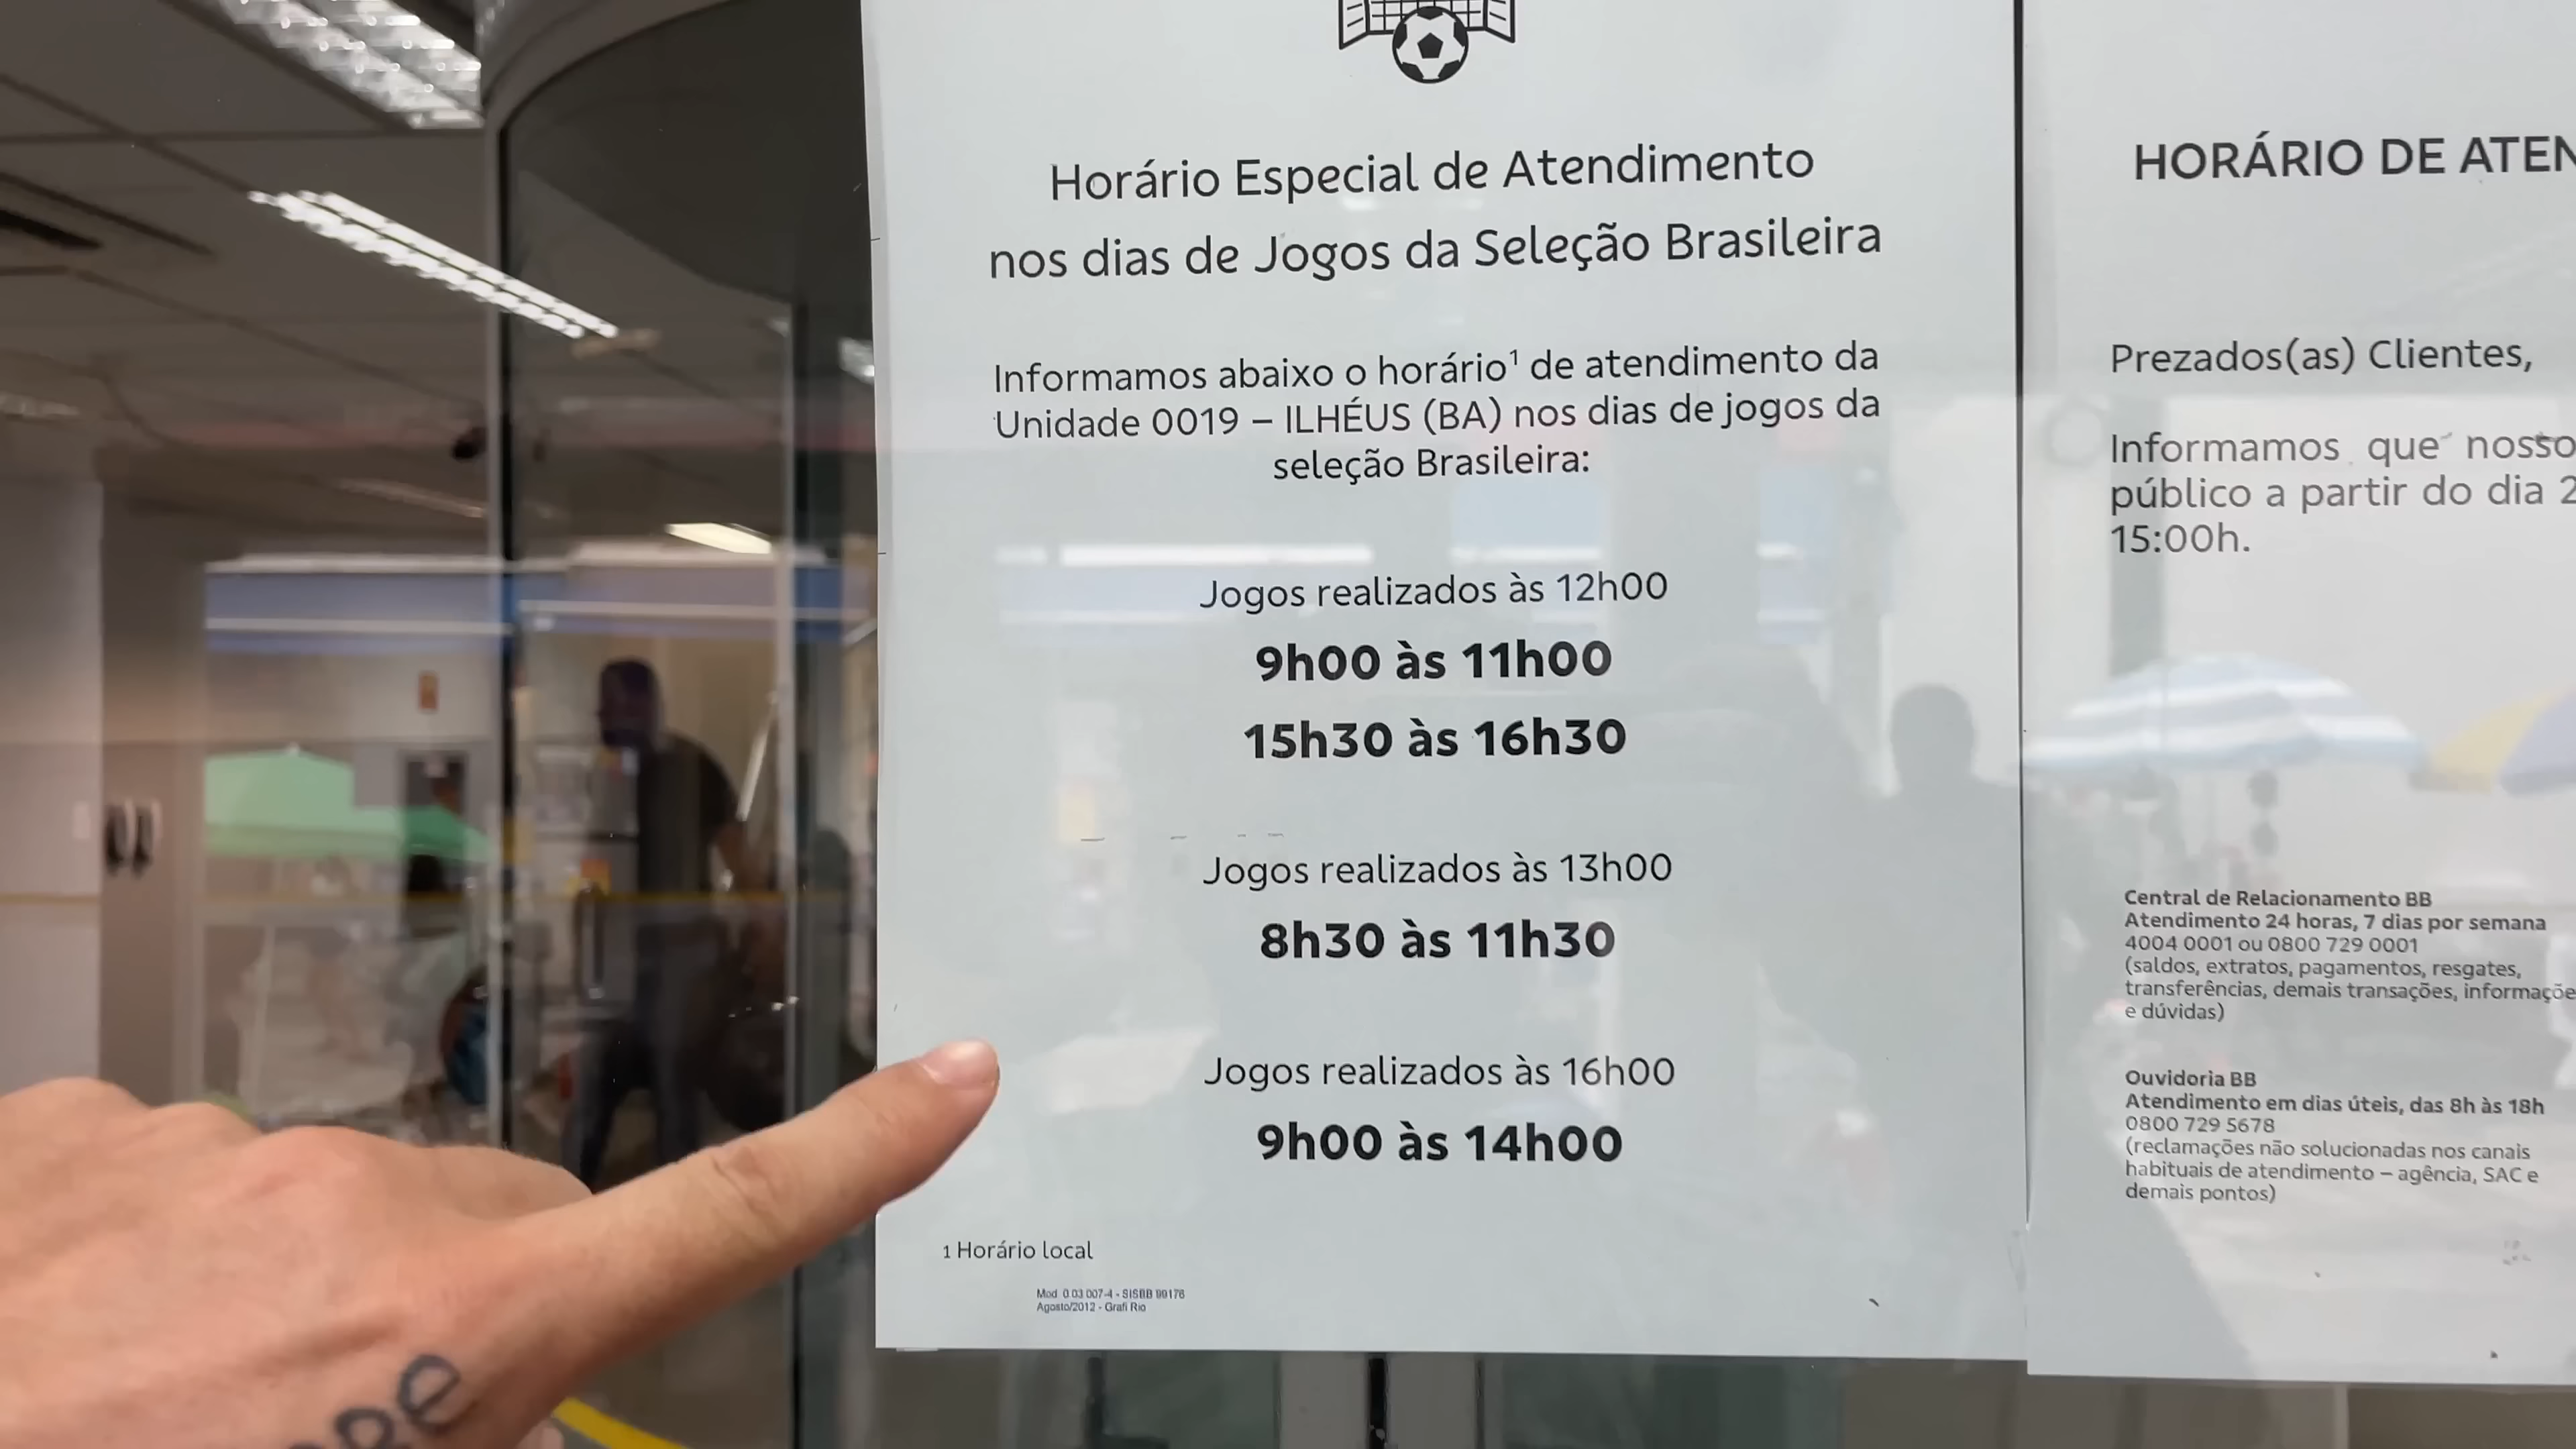 Horário Especial de Atendimento
nos dias de Jogos da Seleção Brasileira
Informamos abaixo o horário¹ de atendimento da
Unidade 0019 – ILHÉUS (BA) nos dias de jogos da
seleção Brasileira:
Jogos realizados às 12h00
9h00 às 11h00
15h30 às 16h30
Jogos realizados às 13h00
8h30 às 11h30
Jogos realizados às 16h00
9h00 às 14h00
1 Horário local
Mod. 0.03.007-4 - SISBB 99176
Agosto/2012 - Grafi Rio
HORÁRIO DE ATEN
Prezados(as) Clientes,
Informamos que nosso
público a partir do dia 2
15:00h.
Central de Relacionamento BB
Atendimento 24 horas, 7 dias por semana
4004 0001 ou 0800 729 0001
(saldos, extratos, pagamentos, resgates,
transferências, demais transações, informaçõe
e dúvidas)
Ouvidoria BB
Atendimento em dias úteis, das 8h às 18h
0800 729 5678
(reclamações não solucionadas nos canais
habituais de atendimento – agência, SAC e
demais pontos)